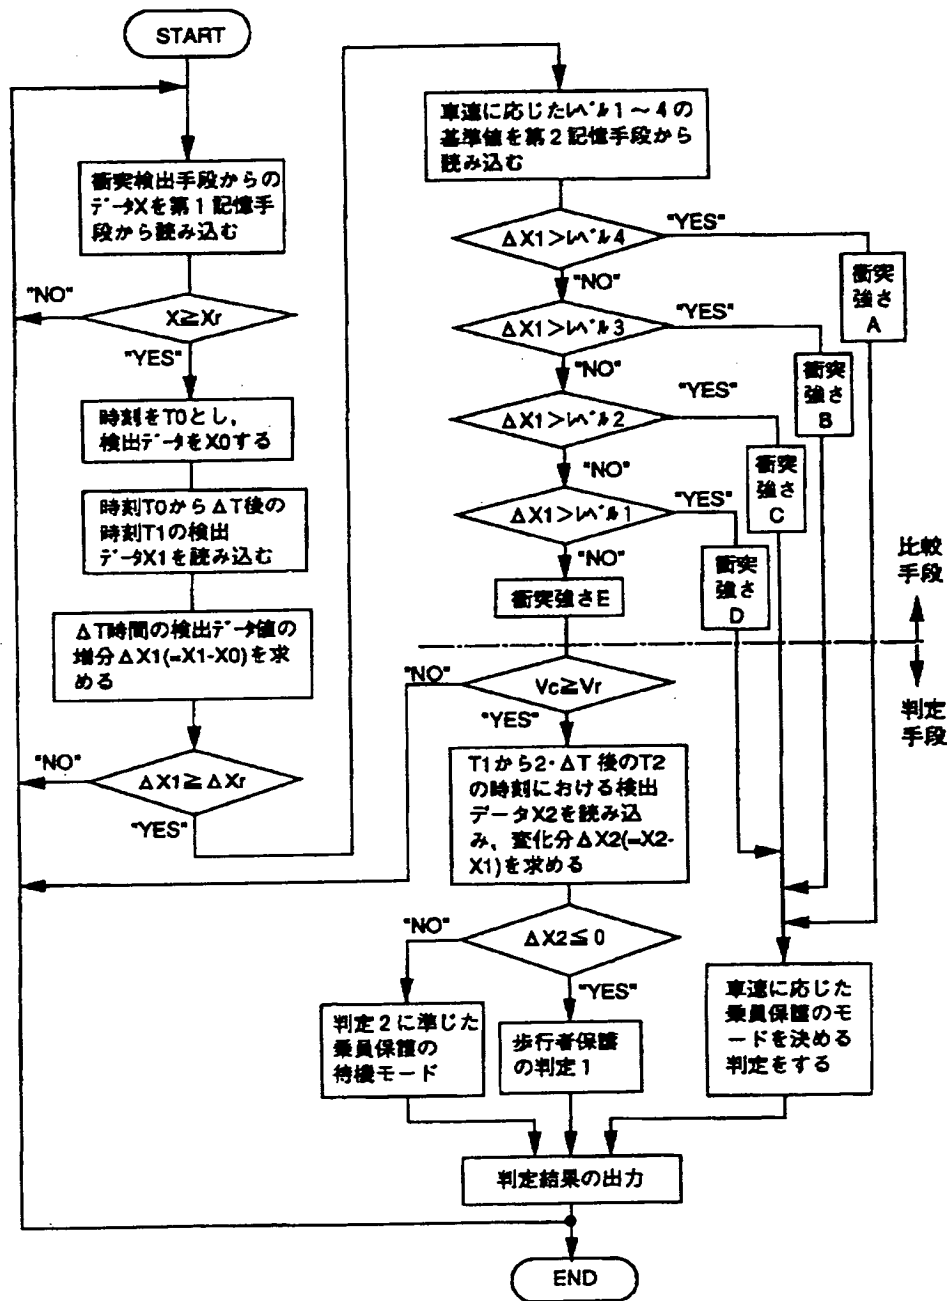 START
衝突検出手段からの
データXを第1記憶手
段から読み込む
"NO"
X≧Xr
"YES"
時刻をT0とし,
検出データをX0する
時刻T0からΔT後の
時刻T1の検出
データX1を読み込む
ΔT時間の検出データ値の
増分ΔX1(=X1-X0)を求
める
"NO"
ΔX1≧ΔXr
"YES"
車速に応じたレベル1～4の
基準値を第2記憶手段から
読み込む
ΔX1>レベル4
"YES"
衝突
強さ
A
"NO"
ΔX1>レベル3
"YES"
衝突
強さ
B
"NO"
ΔX1>レベル2
"YES"
衝突
強さ
C
"NO"
ΔX1>レベル1
"YES"
衝突
強さ
D
"NO"
衝突強さE
比較
手段
判定
手段
"NO"
Vc≧Vr
"YES"
T1から2・ΔT後のT2
の時刻における検出
データX2を読み込
み、変化分ΔX2(=X2-
X1)を求める
"NO"
ΔX2≦0
"YES"
判定2に準じた
乗員保護の
待機モード
歩行者保護
の判定1
車速に応じた
乗員保護のモ
ードを決める
判定をする
判定結果の出力
END